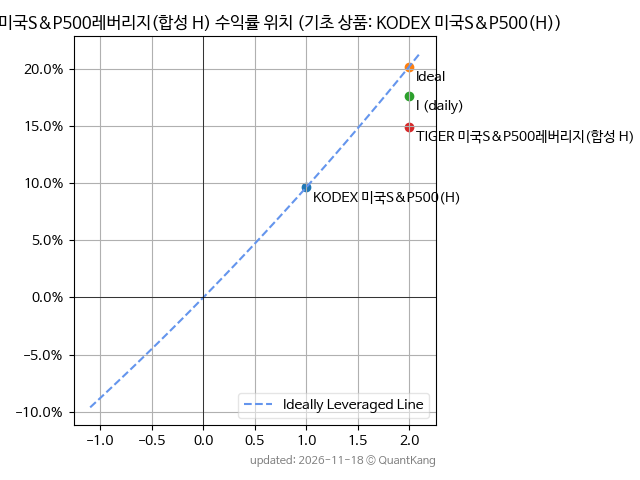 미국S&P500레버리지(합성 H) 수익률 위치 (기초 상품: KODEX 미국S&P500(H))
20.0%
15.0%
10.0%
5.0%
0.0%
−5.0%
−10.0%
Ideal
I (daily)
TIGER 미국S&P500레버리지(합성 H)
KODEX 미국S&P500(H)
Ideally Leveraged Line
−1.0 −0.5 0.0 0.5 1.0 1.5 2.0
updated: 2026-11-18 © QuantKang